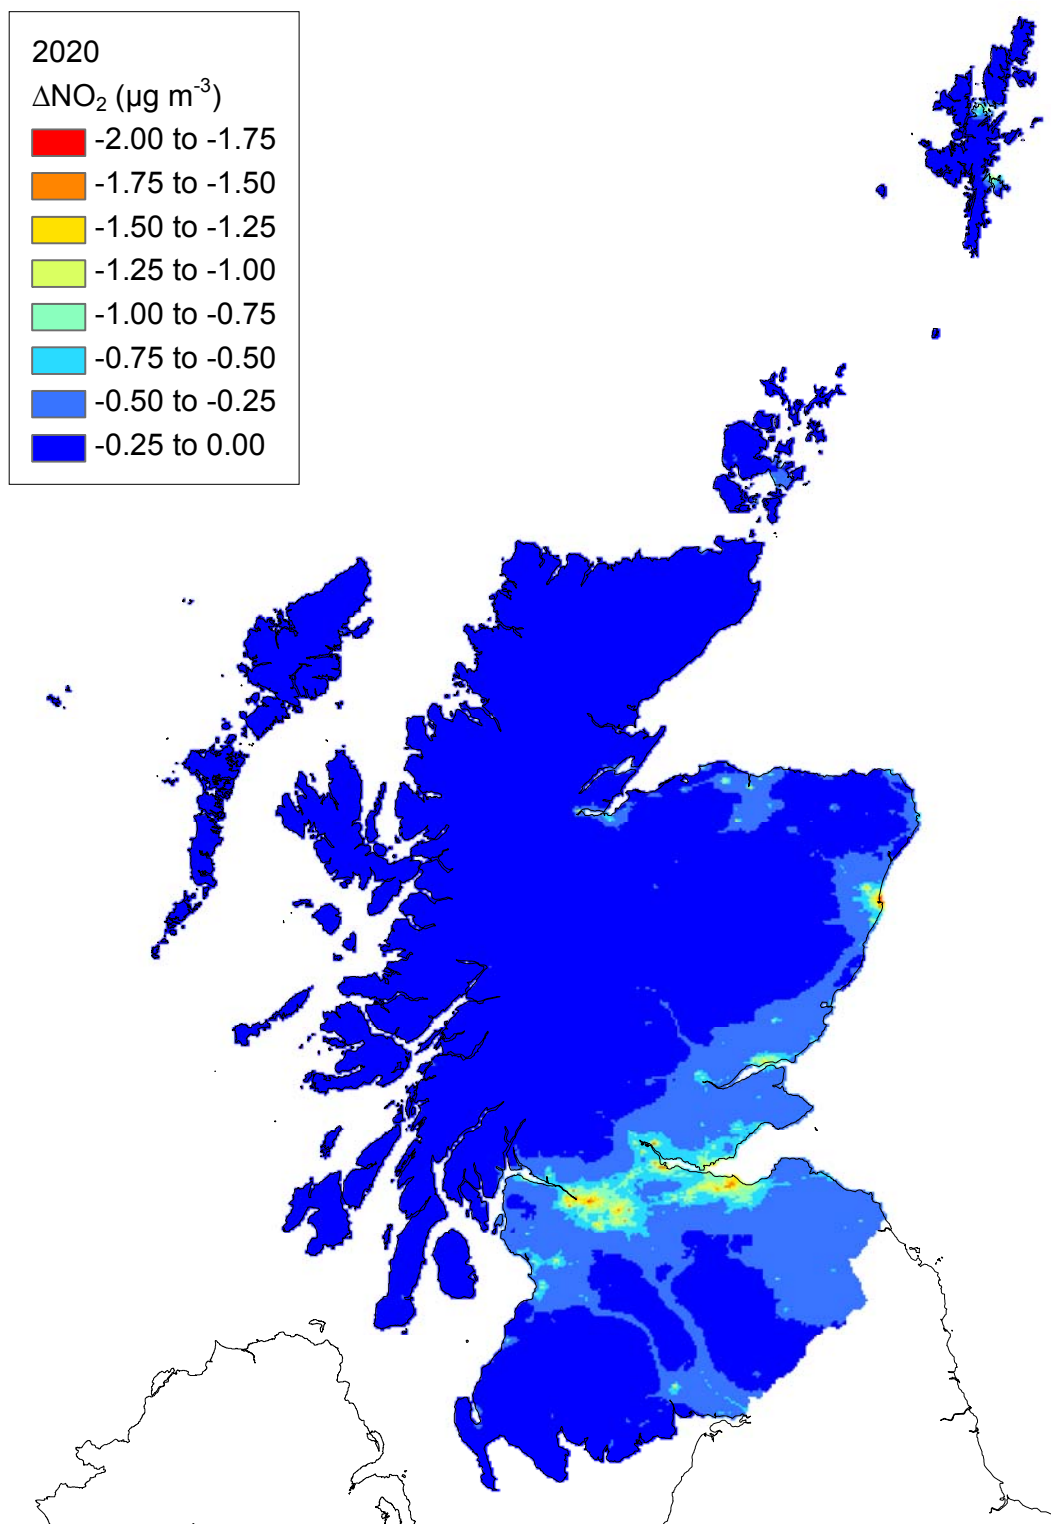 2020
∆NO₂ (µg m⁻³)
-2.00 to -1.75
-1.75 to -1.50
-1.50 to -1.25
-1.25 to -1.00
-1.00 to -0.75
-0.75 to -0.50
-0.50 to -0.25
-0.25 to 0.00